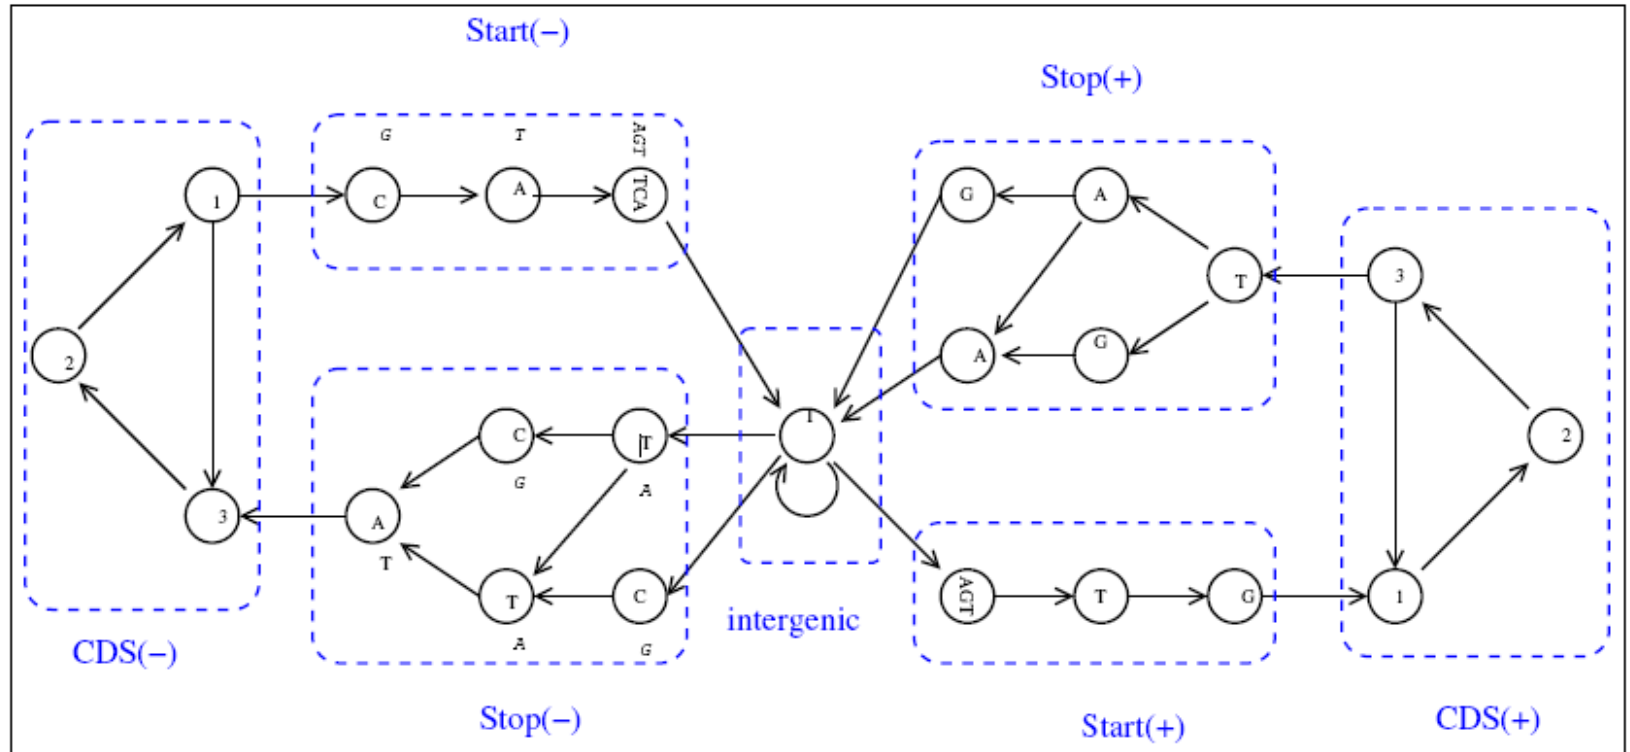 Start(−)
Stop(+)
G
T
AGT
1
C
A
TCA
G
A
2
T
3
A
G
C
T
I
2
G
A
3
A
T
T
C
A
G
intergenic
AGT
T
G
1
CDS(−)
Stop(−)
Start(+)
CDS(+)